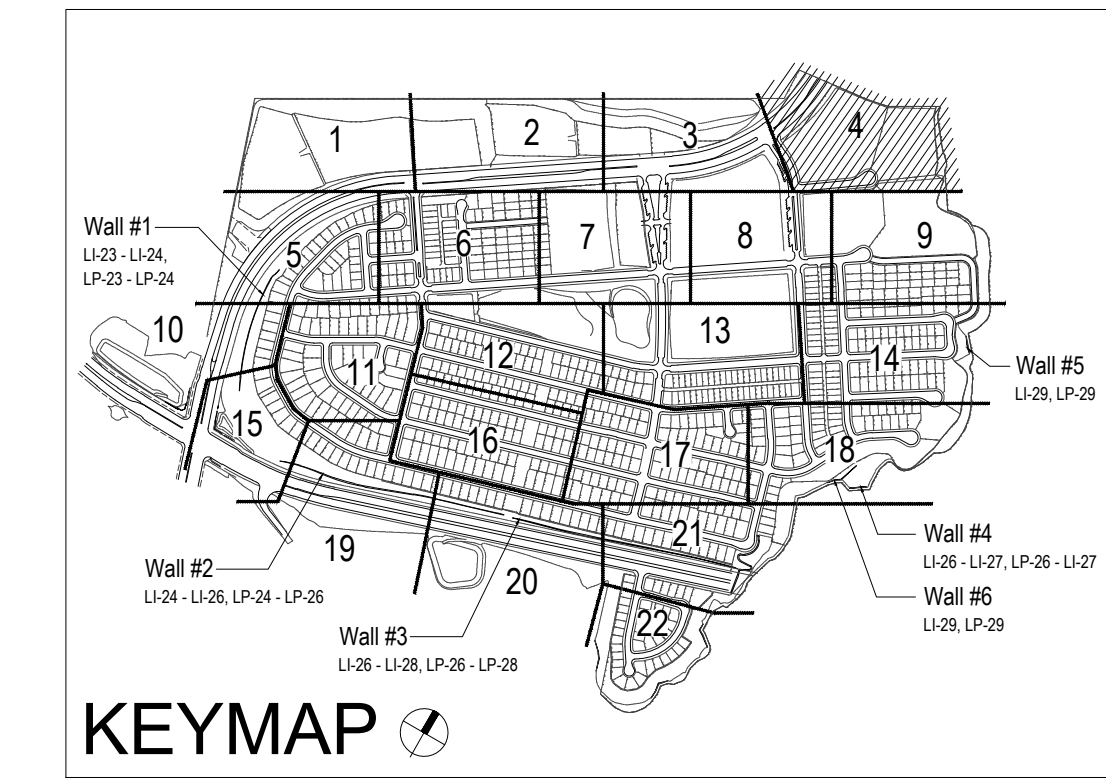 1
2
3
4
Wall #1
LI-23 - LI-24,
LP-23 - LP-24
5
6
7
8
9
10
11
12
13
14
Wall #5
LI-29, LP-29
15
16
17
18
19
20
21
Wall #4
LI-26 - LI-27, LP-26 - LI-27
Wall #2
LI-24 - LI-26, LP-24 - LP-26
Wall #6
LI-29, LP-29
22
Wall #3
LI-26 - LI-28, LP-26 - LP-28
KEYMAP